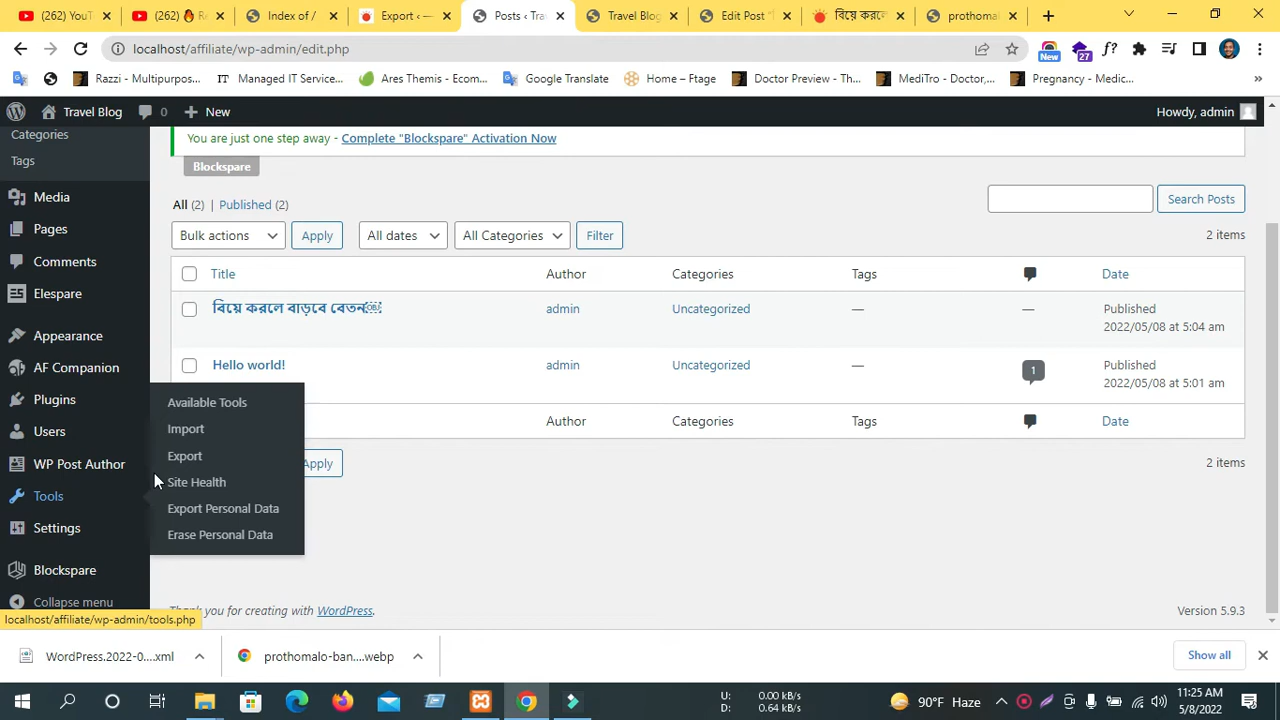 (262) YouT
(262)
Index of /
Export ‹ —
Posts ‹ Tra
Travel Blog
Edit Post "
বিয়ে করলে
prothomalo
localhost/affiliate/wp-admin/edit.php
New
27
Razzi - Multipurpos...
IT Managed IT Service...
Ares Themis - Ecom...
Google Translate
Home – Ftage
Doctor Preview - Th...
MediTro - Doctor,...
Pregnancy - Medic...
Travel Blog
0
New
Howdy, admin
Categories
Tags
Media
Pages
Comments
Elespare
Appearance
AF Companion
Plugins
Users
WP Post Author
Tools
Settings
Blockspare
Collapse menu
You are just one step away - Complete "Blockspare" Activation Now
Blockspare
All (2) | Published (2)
Search Posts
Bulk actions
Apply
All dates
All Categories
Filter
2 items
Title
Author
Categories
Tags
Date
বিয়ে করলে বাড়বে বেতন
OBJ
admin
Uncategorized
—
—
Published
2022/05/08 at 5:04 am
Hello world!
admin
Uncategorized
—
1
Published
2022/05/08 at 5:01 am
Author
Categories
Tags
Date
Available Tools
Import
Export
Site Health
Export Personal Data
Erase Personal Data
Apply
2 items
Thank you for creating with WordPress.
Version 5.9.3
localhost/affiliate/wp-admin/tools.php
WordPress.2022-0....xml
prothomalo-ban....webp
Show all
U: 0.00 kB/s
D: 0.64 kB/s
90°F Haze
11:25 AM
5/8/2022